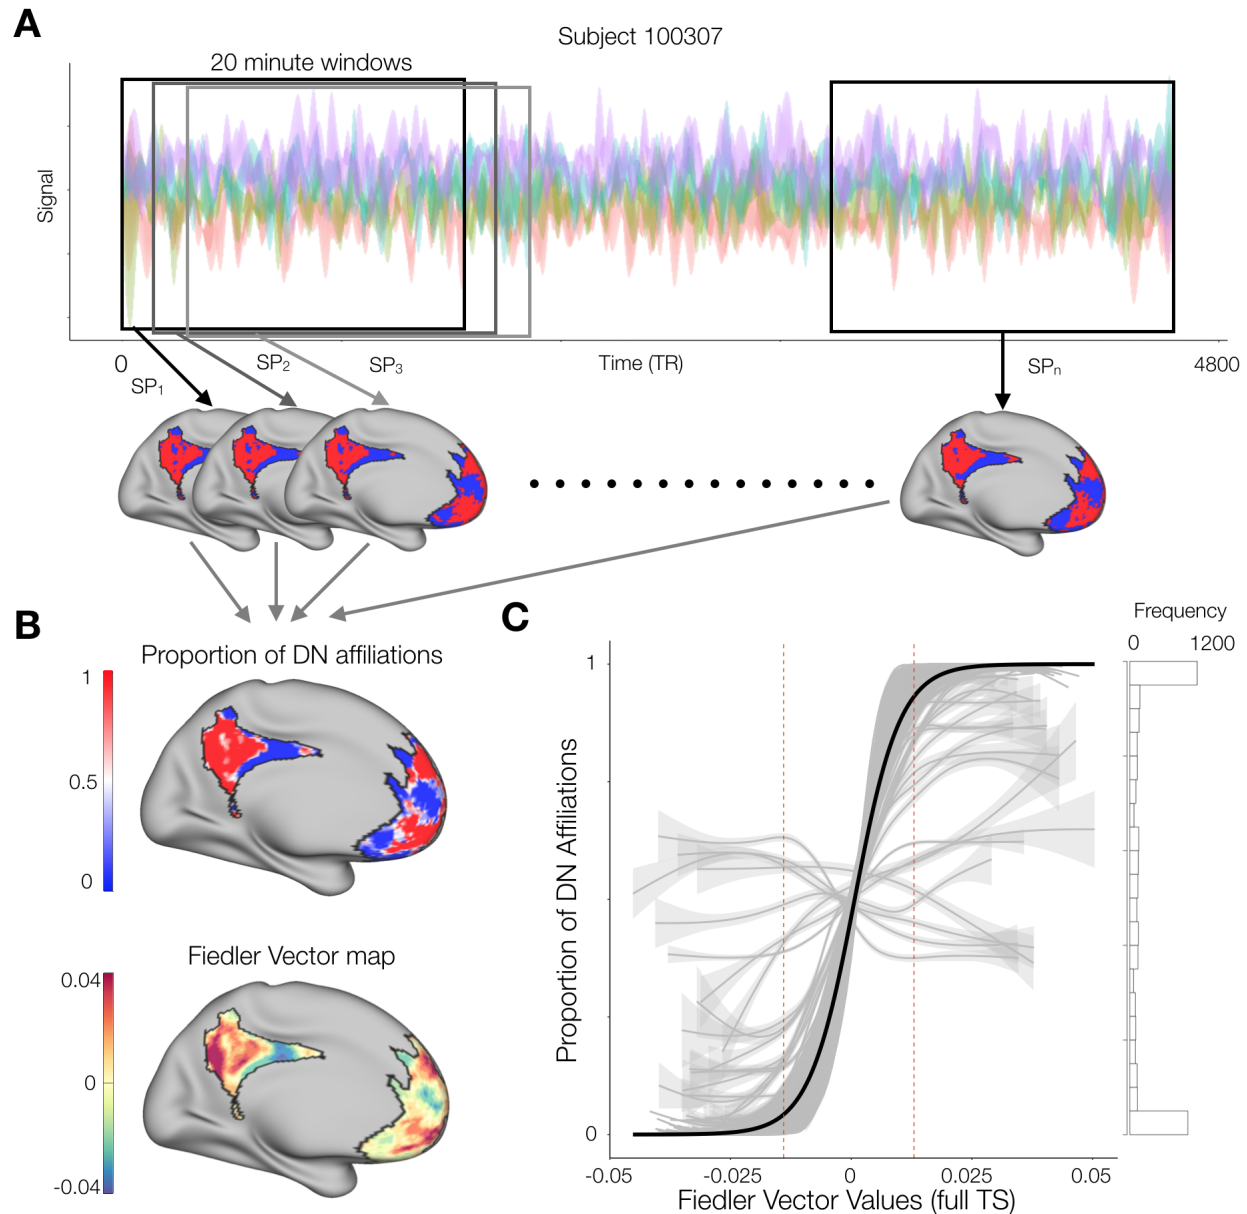 A
Subject 100307
20 minute windows
Signal
0
Time (TR)
4800
SP1
SP2
SP3
SPn
B
Proportion of DN affiliations
1
0.5
0
Fiedler Vector map
0.04
0
-0.04
C
Frequency
0 1200
Proportion of DN Affiliations
1
0
-0.05 -0.025 0 0.025 0.05
Fiedler Vector Values (full TS)